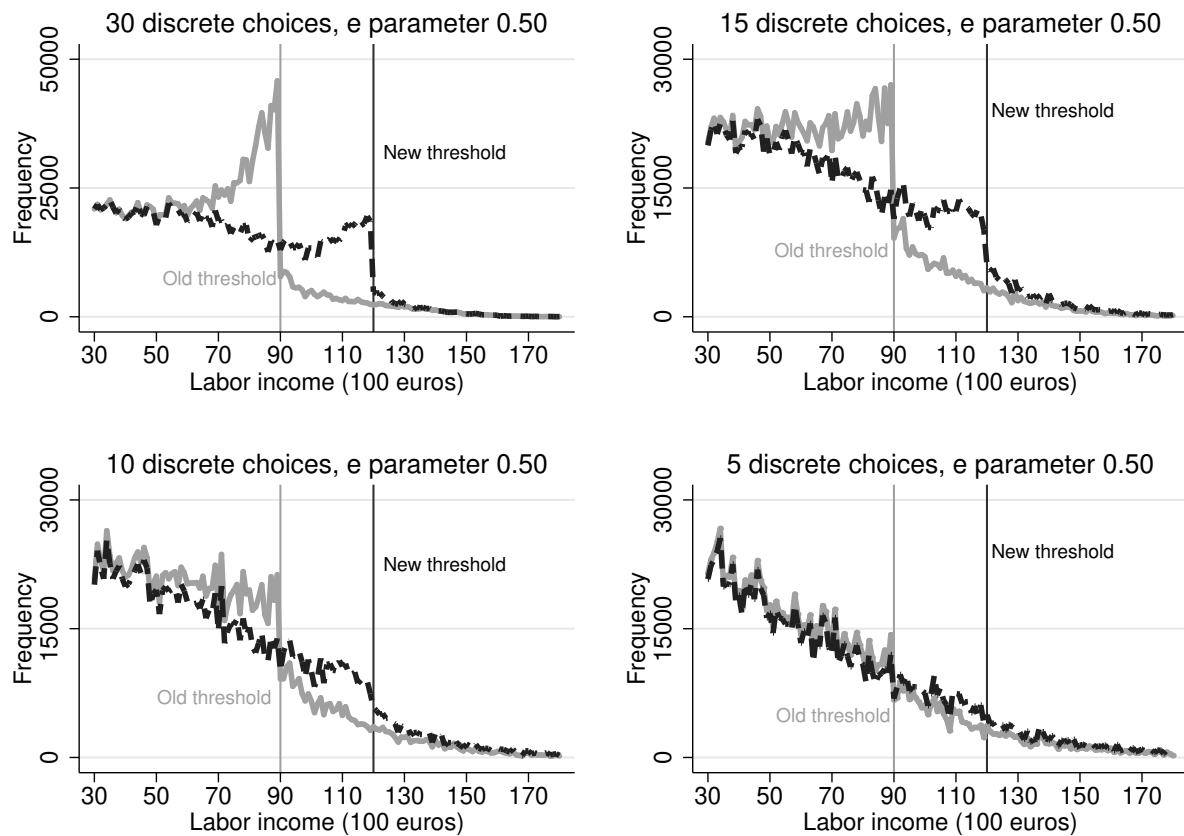 30 discrete choices, e parameter 0.50
50000
25000
0
Frequency
New threshold
Old threshold
30 50 70 90 110 130 150 170
Labor income (100 euros)
15 discrete choices, e parameter 0.50
30000
15000
0
Frequency
New threshold
Old threshold
30 50 70 90 110 130 150 170
Labor income (100 euros)
10 discrete choices, e parameter 0.50
30000
15000
0
Frequency
New threshold
Old threshold
30 50 70 90 110 130 150 170
Labor income (100 euros)
5 discrete choices, e parameter 0.50
30000
15000
0
Frequency
New threshold
Old threshold
30 50 70 90 110 130 150 170
Labor income (100 euros)